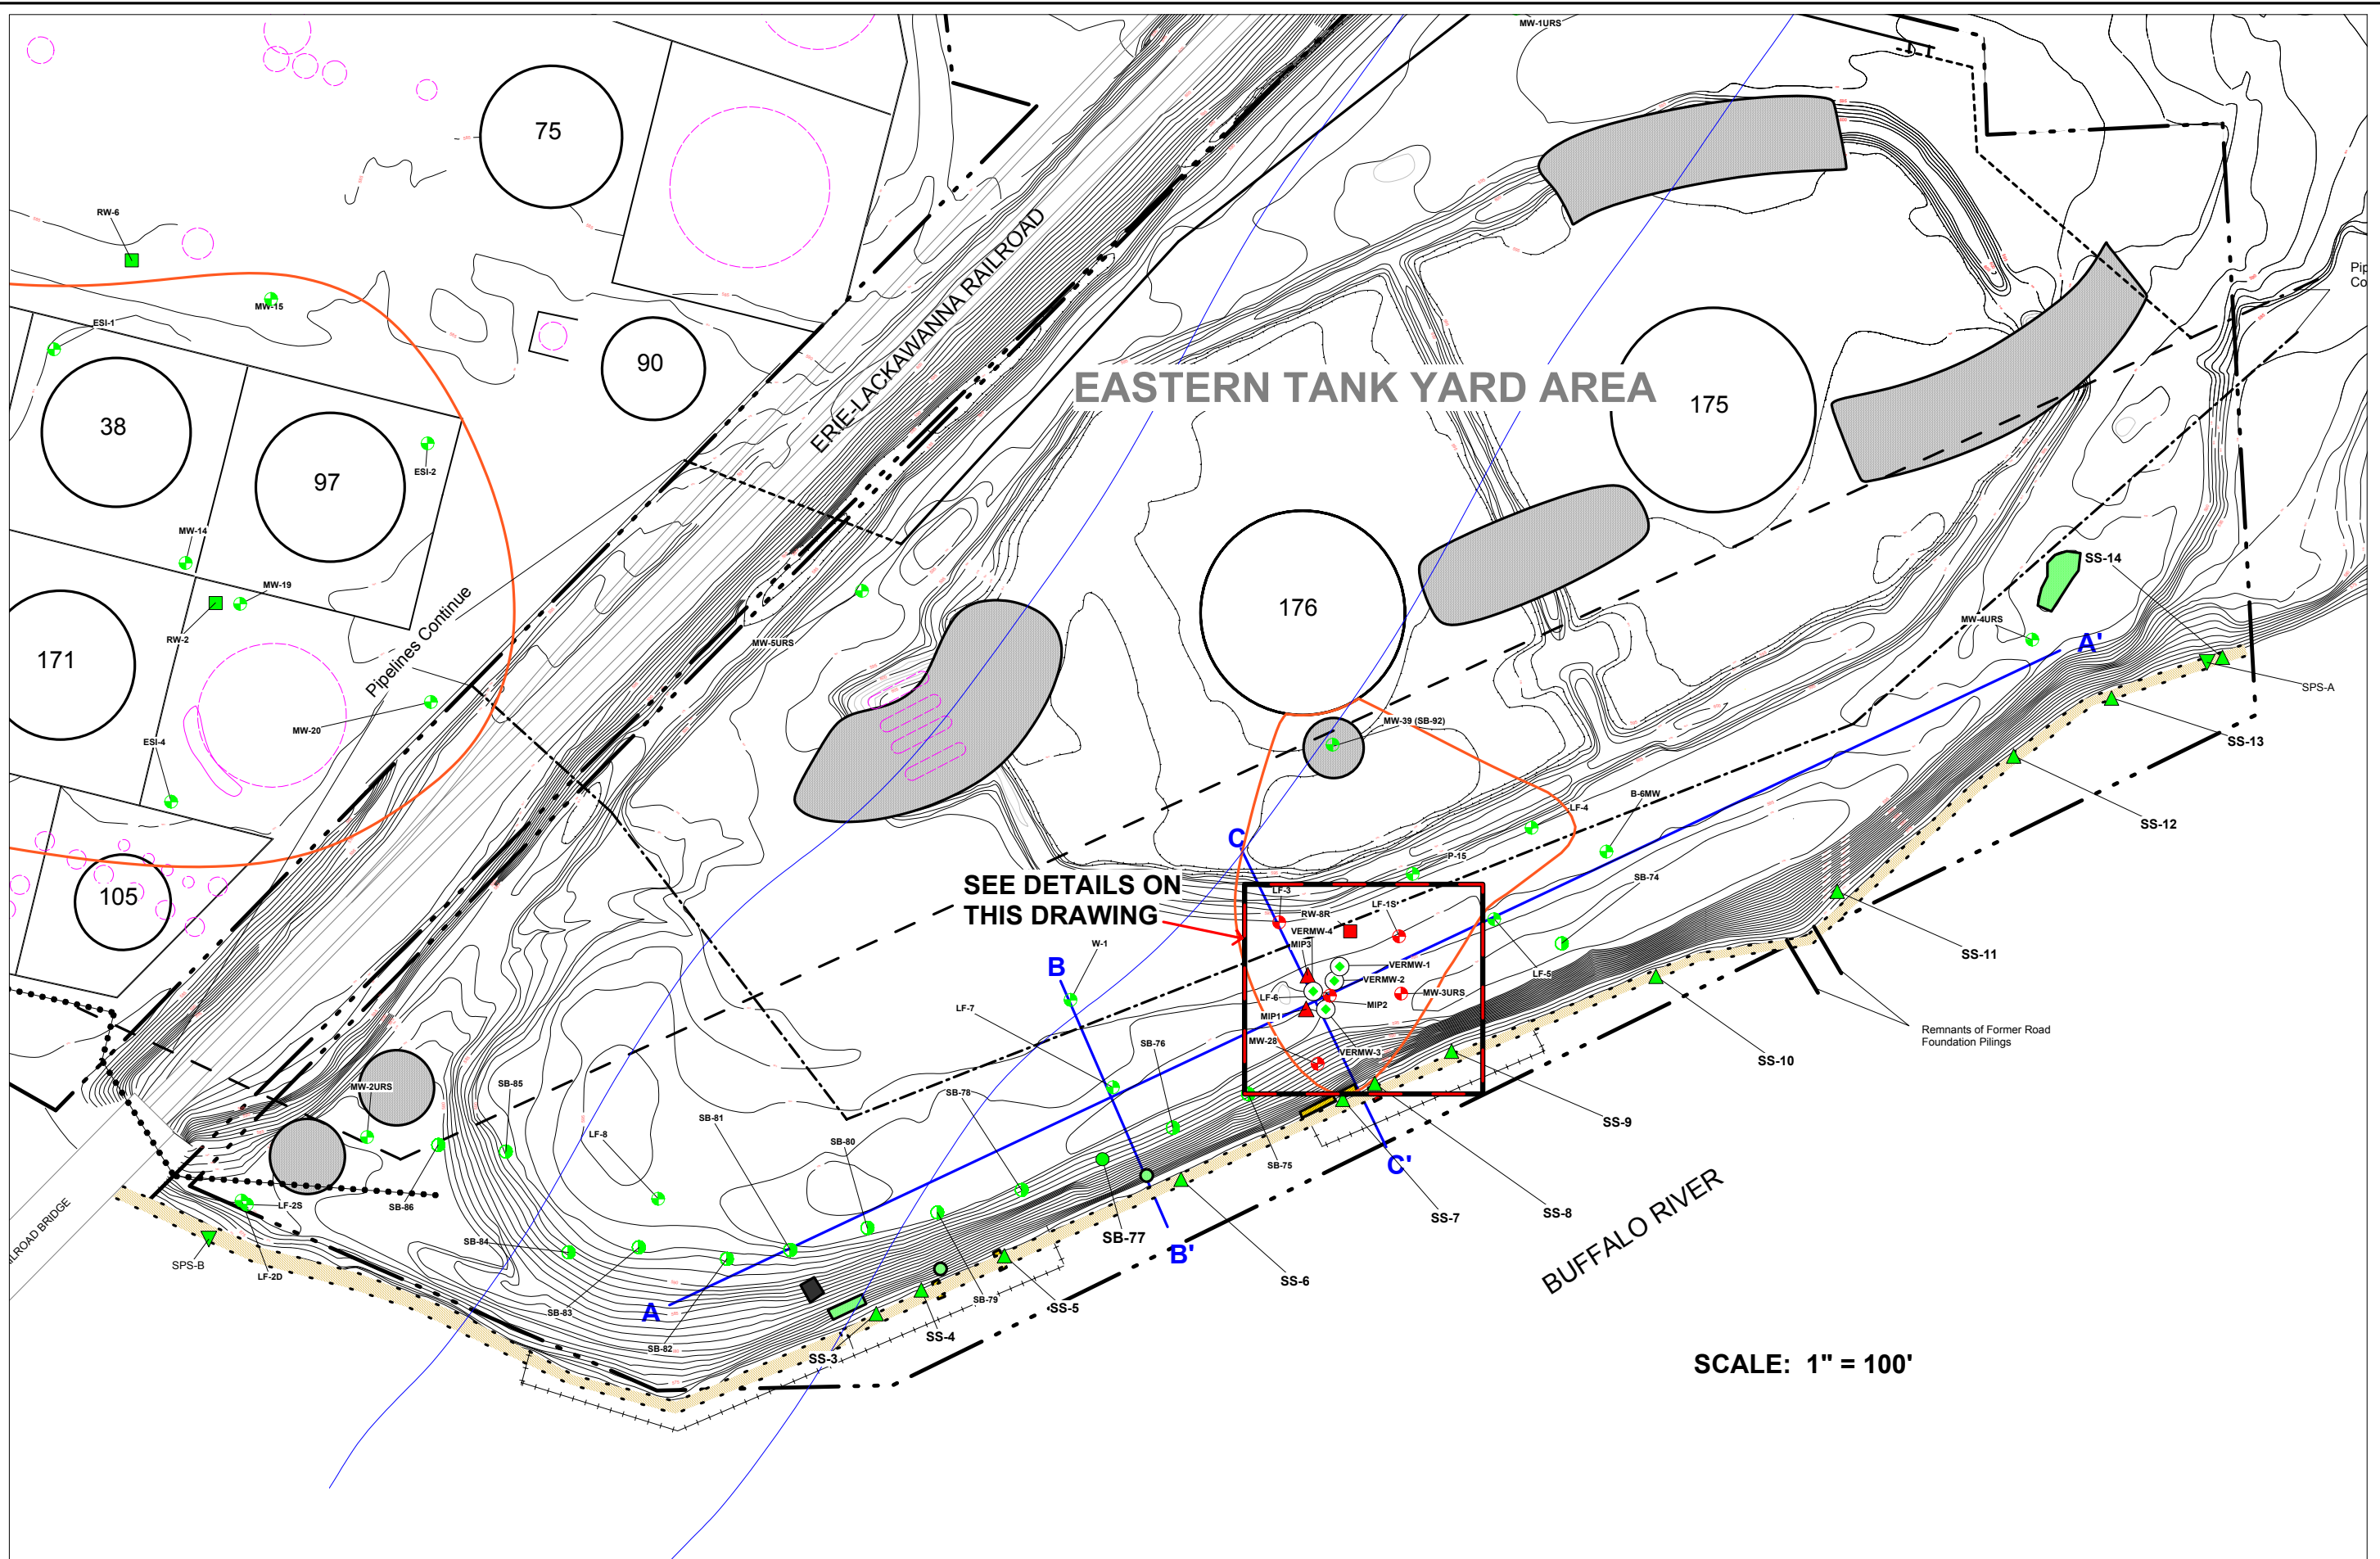 MW-1URS
75
RW-6
MW-15
ESI-1
90
ERIE-LACKAWANNA RAILROAD
EASTERN TANK YARD AREA
175
38
97
ESI-2
MW-14
MW-19
RW-2
171
Pipelines Continue
MW-5URS
MW-20
ESI-4
105
176
MW-39 (SB-92)
SS-14
MW-4URS
A'
SPS-A
SS-13
SS-12
B-6MW
LF-4
P-15
C
SEE DETAILS ON
THIS DRAWING
LF-3
LF-1S
RW-8R
VERMW-4
MIP3
SB-74
VERMW-1
VERMW-2
LF-5
SS-11
W-1
B
LF-7
LF-6
MIP2
MW-3URS
MIP1
MW-28
VERMW-3
SB-76
SS-10
Remnants of Former Road
Foundation Pilings
MW-2URS
SB-85
SB-78
SB-81
LF-8
SB-80
SS-9
SB-75
C'
SS-7
SS-8
LF-2S
SB-86
SB-77
SB-84
B'
SS-6
BUFFALO RIVER
SPS-B
LF-2D
SB-83
A
SB-79
SS-5
SS-4
SB-82
SS-3
SCALE: 1" = 100'